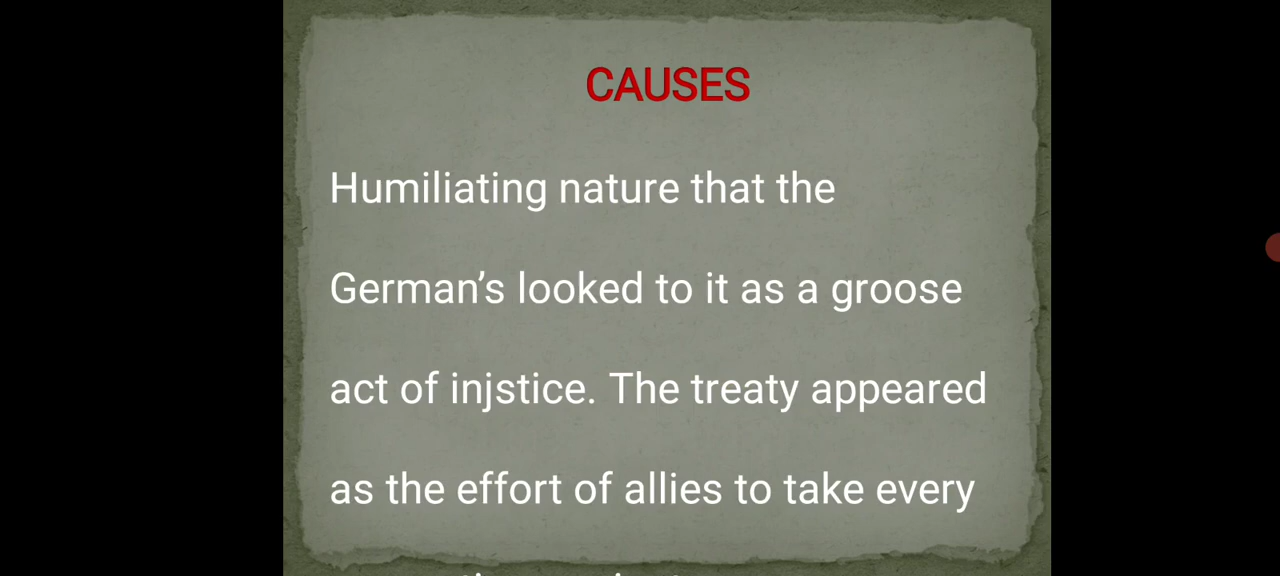 CAUSES
Humiliating nature that the
German’s looked to it as a groose
act of injstice. The treaty appeared
as the effort of allies to take every